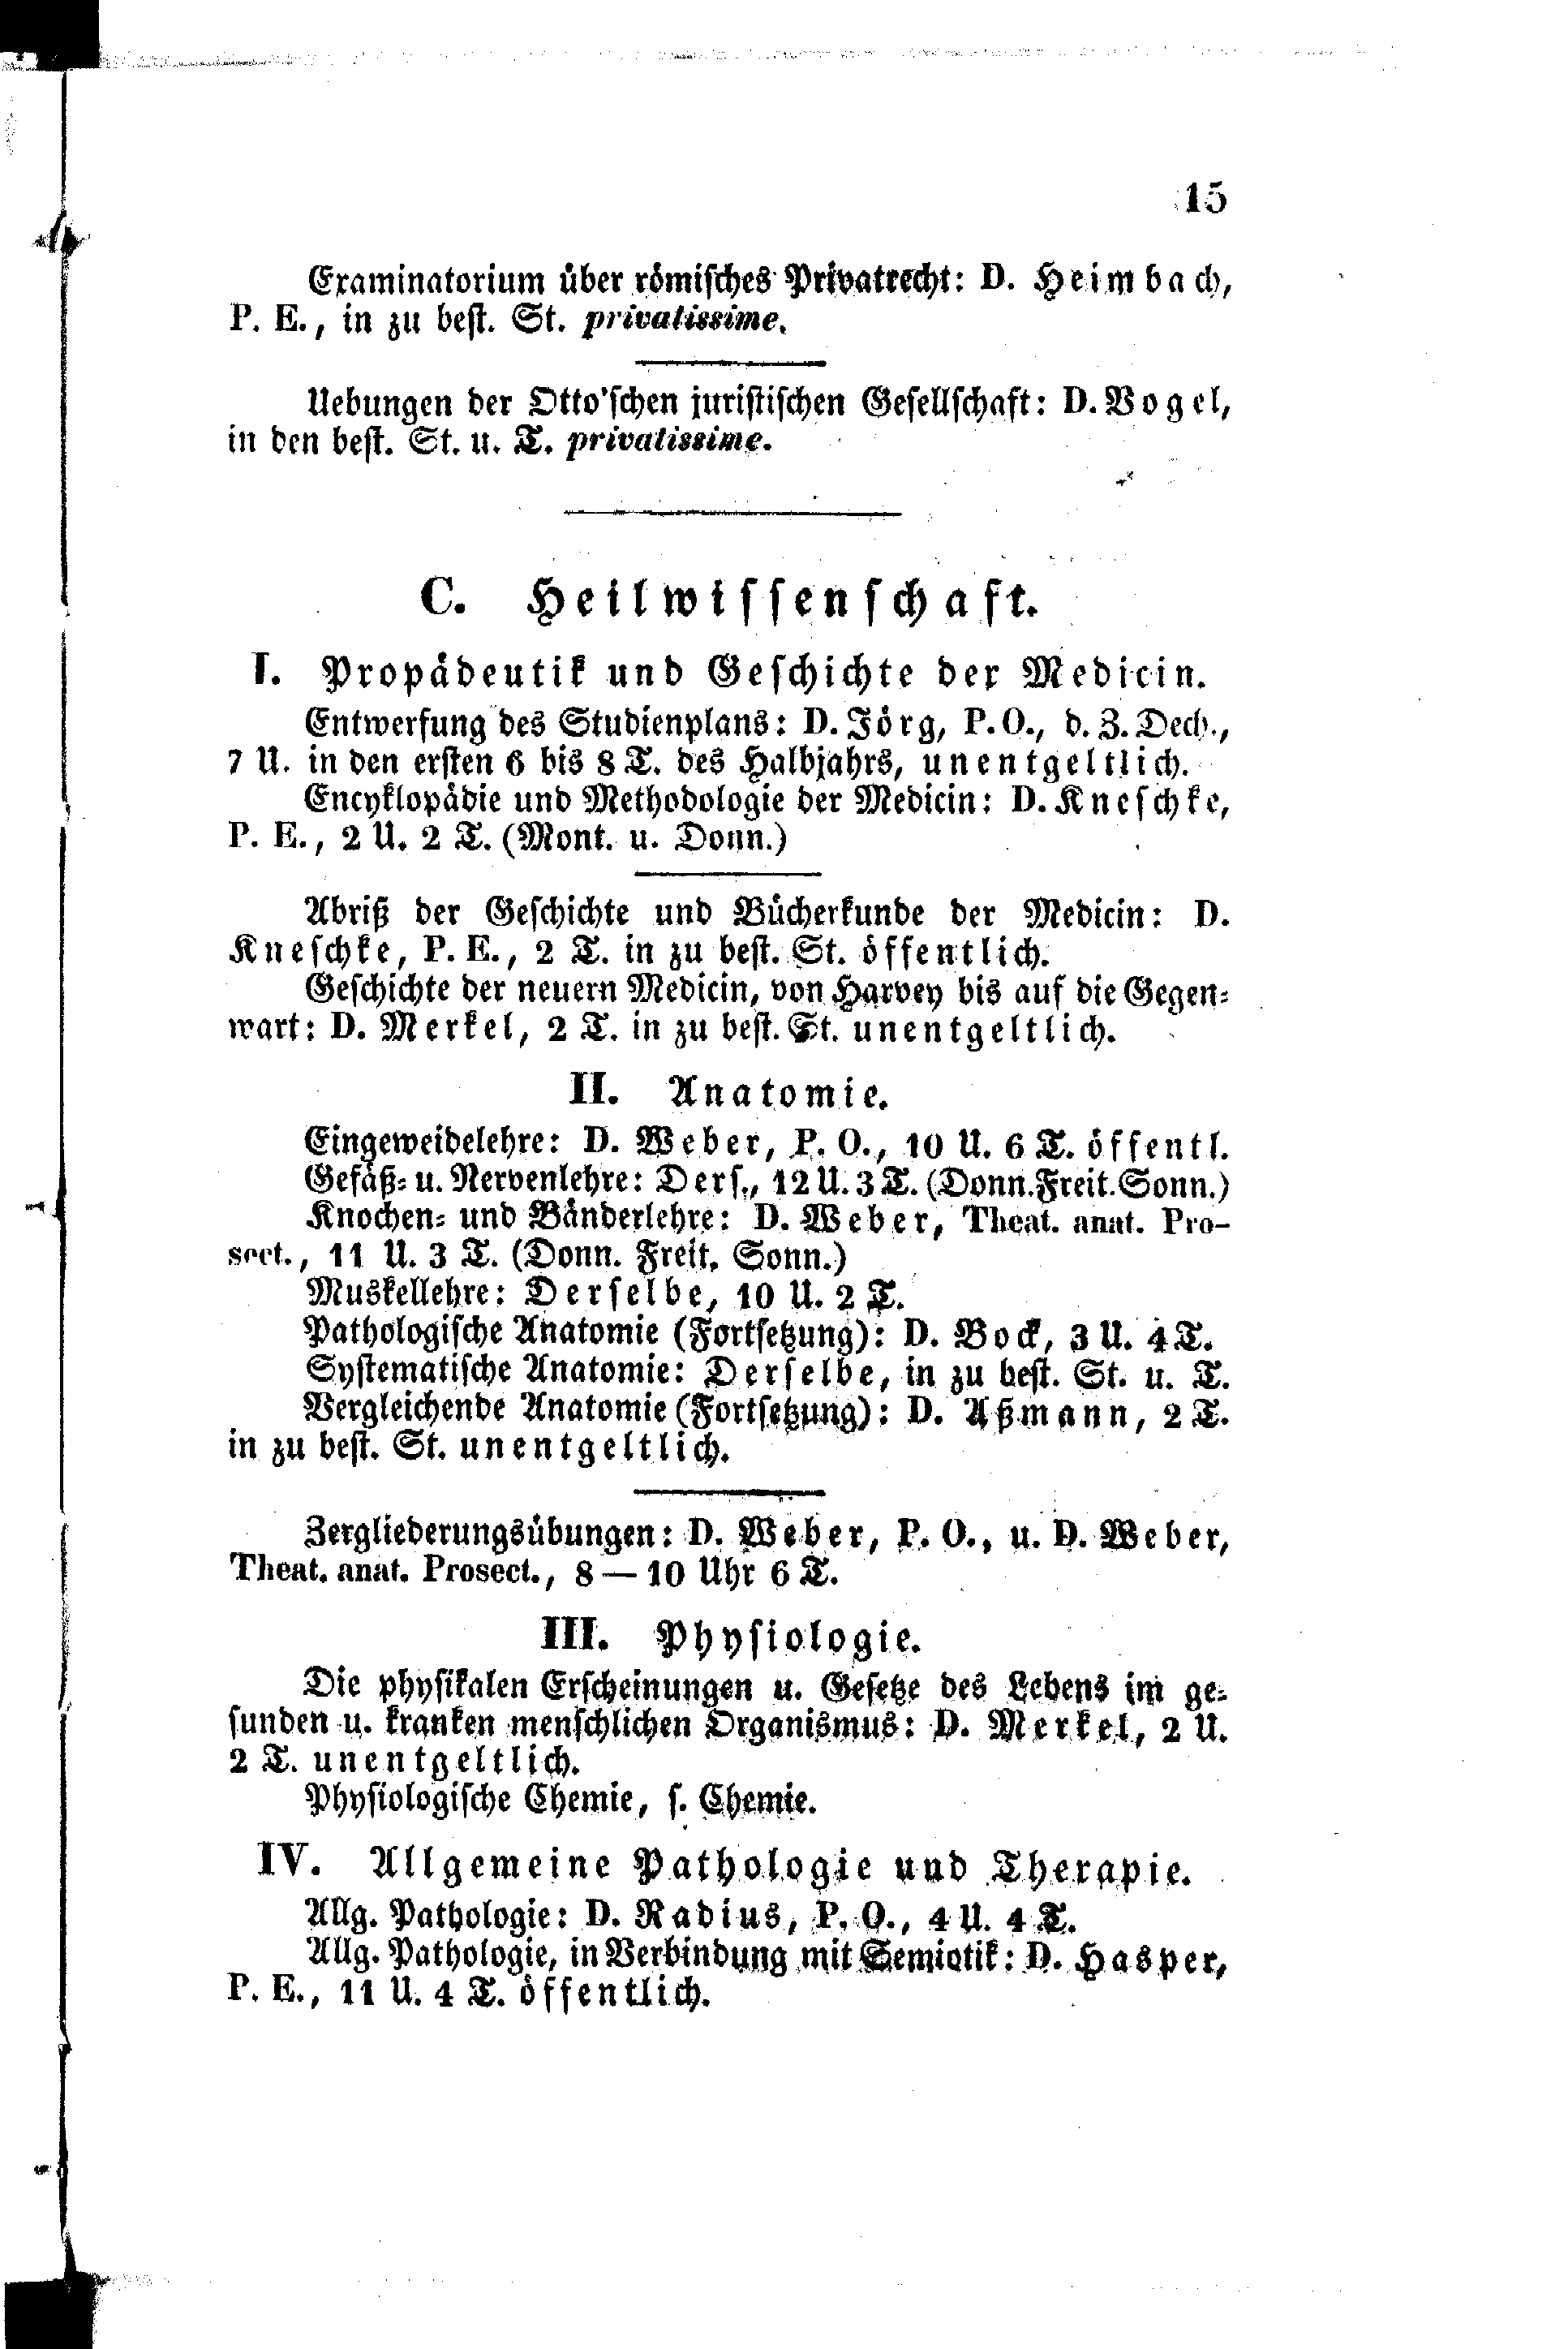 15
Examinatorium über römisches Privatrecht: D. Heimbach,
P. E., in zu best. St. privatissime.
Uebungen der Otto'schen juristischen Gesellschaft: D. Vogel,
in den best. St. u. T. privatissime.
C. Heilwissenschaft.
I. Propädeutik und Geschichte der Medicin.
Entwerfung des Studienplans: D. Jörg, P. O., d. Z. Dech.,
7 U. in den ersten 6 bis 8 T. des Halbjahrs, unentgeltlich.
Encyklopädie und Methodologie der Medicin: D. Kneschke,
P. E., 2 U. 2 T. (Mont. u. Donn.)
Abriß der Geschichte und Bücherkunde der Medicin: D.
Kneschke, P. E., 2 T. in zu best. St. öffentlich.
Geschichte der neuern Medicin, von Harvey bis auf die Gegen-
wart: D. Merkel, 2 T. in zu best. St. unentgeltlich.
II. Anatomie.
Eingeweidelehre: D. Weber, P. O., 10 U. 6 T. öffentl.
Gefäß- u. Nervenlehre: Ders., 12 U. 3 T. (Donn. Freit. Sonn.)
Knochen- und Bänderlehre: D. Weber, Theat. anat. Pro-
sect., 11 U. 3 T. (Donn. Freit. Sonn.)
Muskellehre: Derselbe, 10 U. 2 T.
Pathologische Anatomie (Fortsetzung): D. Bock, 3 U. 4 T.
Systematische Anatomie: Derselbe, in zu best. St. u. T.
Vergleichende Anatomie (Fortsetzung): D. Aßmann, 2 T.
in zu best. St. unentgeltlich.
Zergliederungsübungen: D. Weber, P. O., u. D. Weber,
Theat. anat. Prosect., 8 — 10 Uhr 6 T.
III. Physiologie.
Die physikalen Erscheinungen u. Gesetze des Lebens im ge-
sunden u. kranken menschlichen Organismus: D. Merkel, 2 U.
2 T. unentgeltlich.
Physiologische Chemie, s. Chemie.
IV. Allgemeine Pathologie und Therapie.
Allg. Pathologie: D. Radius, P. O., 4 U. 4 T.
Allg. Pathologie, in Verbindung mit Semiotik: D. Hasper,
P. E., 11 U. 4 T. öffentlich.